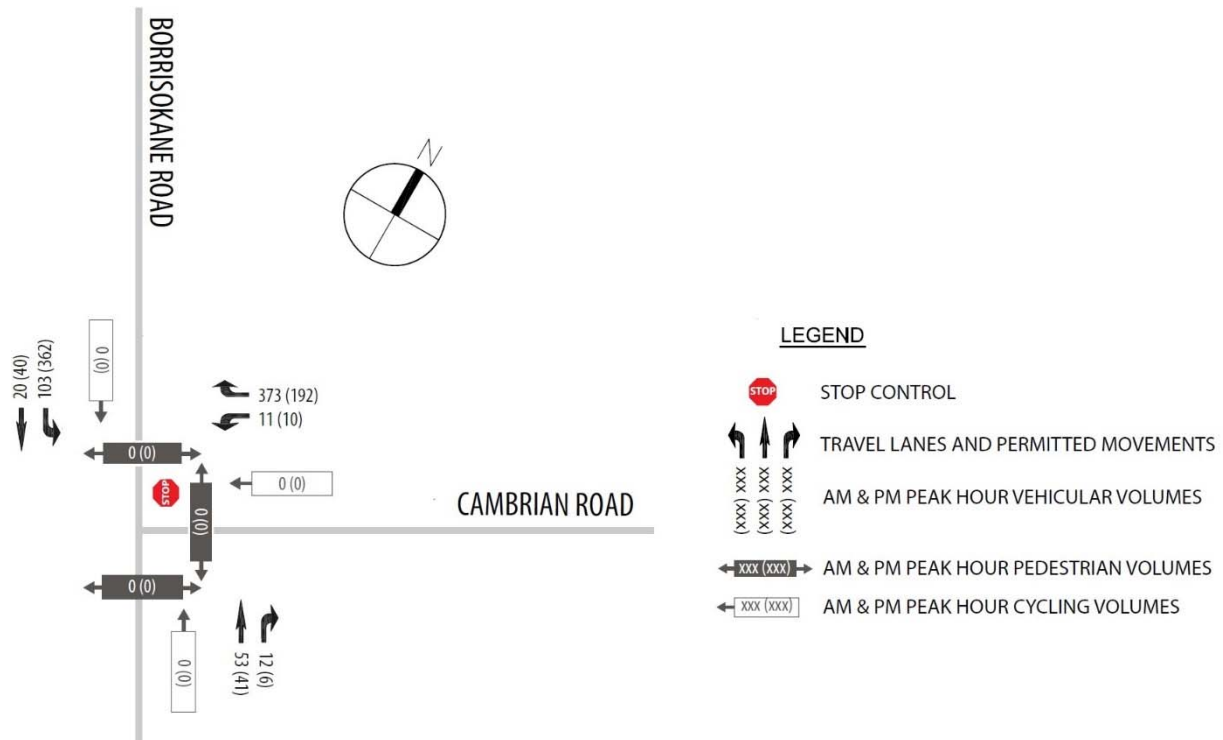 BORRISOKANE ROAD
N
20 (40)
103 (362)
0 (0)
373 (192)
11 (10)
0 (0)
STOP
0 (0)
0 (0)
CAMBRIAN ROAD
0 (0)
0 (0)
53 (41)
12 (6)
LEGEND
STOP
STOP CONTROL
TRAVEL LANES AND PERMITTED MOVEMENTS
xxx (xxx)
xxx (xxx)
xxx (xxx)
AM & PM PEAK HOUR VEHICULAR VOLUMES
xxx (xxx)
AM & PM PEAK HOUR PEDESTRIAN VOLUMES
xxx (xxx)
AM & PM PEAK HOUR CYCLING VOLUMES